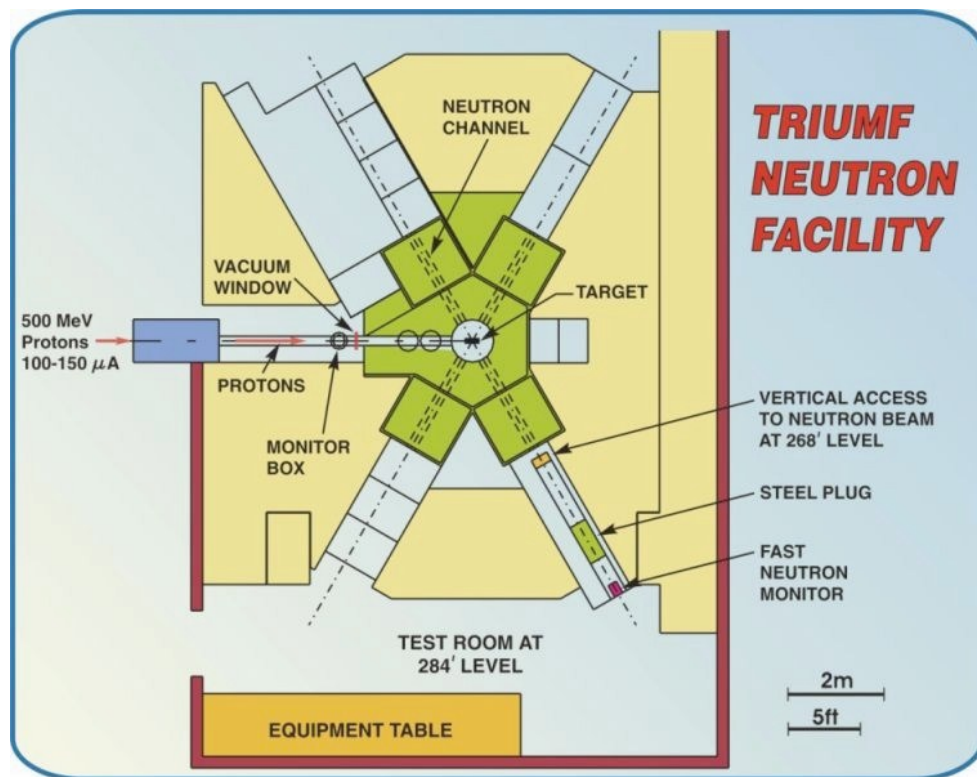 TRIUMF
NEUTRON
FACILITY
NEUTRON
CHANNEL
VACUUM
WINDOW
TARGET
500 MeV
Protons
100-150 μA
PROTONS
MONITOR
BOX
VERTICAL ACCESS
TO NEUTRON BEAM
AT 268' LEVEL
STEEL PLUG
FAST
NEUTRON
MONITOR
TEST ROOM AT
284' LEVEL
2m
5ft
EQUIPMENT TABLE